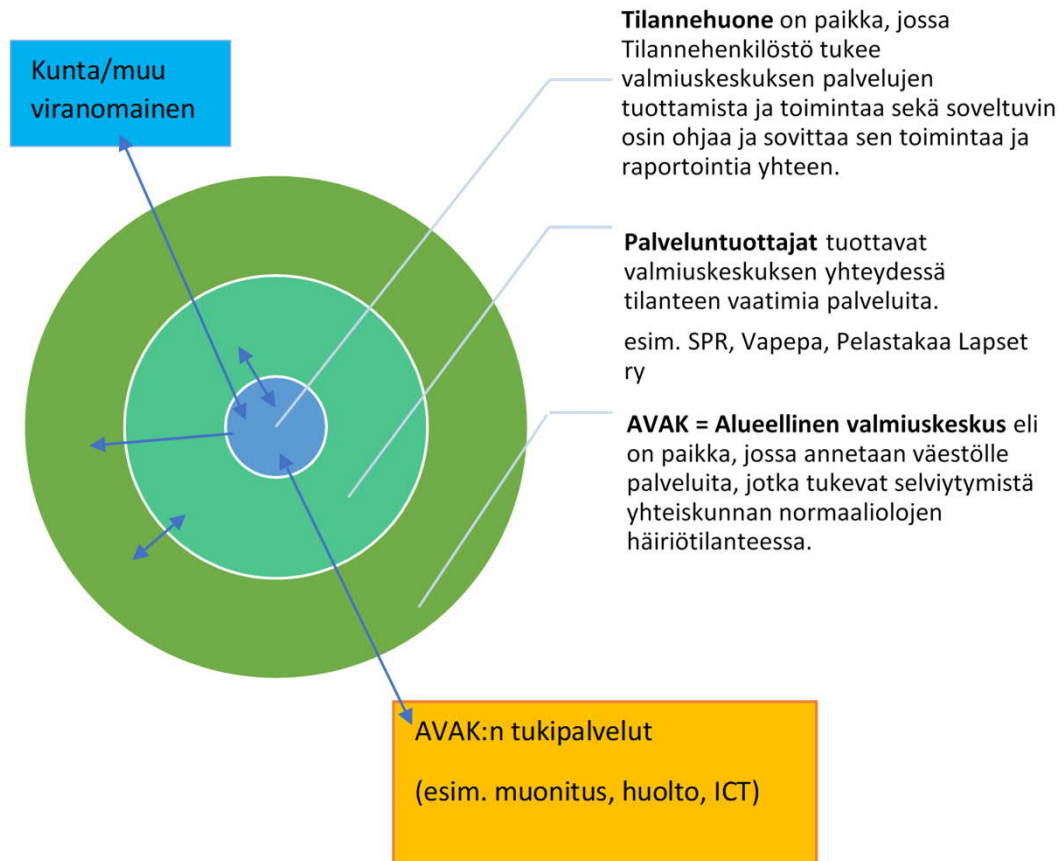 Kunta/muu
viranomainen
Tilannehuone on paikka, jossa
Tilannehenkilöstö tukee
valmiuskeskuksen palvelujen
tuottamista ja toimintaa sekä soveltuvin
osin ohjaa ja sovittaa sen toimintaa ja
raportointia yhteen.
Palveluntuottajat tuottavat
valmiuskeskuksen yhteydessä
tilanteen vaatimia palveluita.
esim. SPR, Vapepa, Pelastakaa Lapset
ry
AVAK = Alueellinen valmiuskeskus eli
on paikka, jossa annetaan väestölle
palveluita, jotka tukevat selviytymistä
yhteiskunnan normaaliolojen
häiriötilanteessa.
AVAK:n tukipalvelut
(esim. muonitus, huolto, ICT)